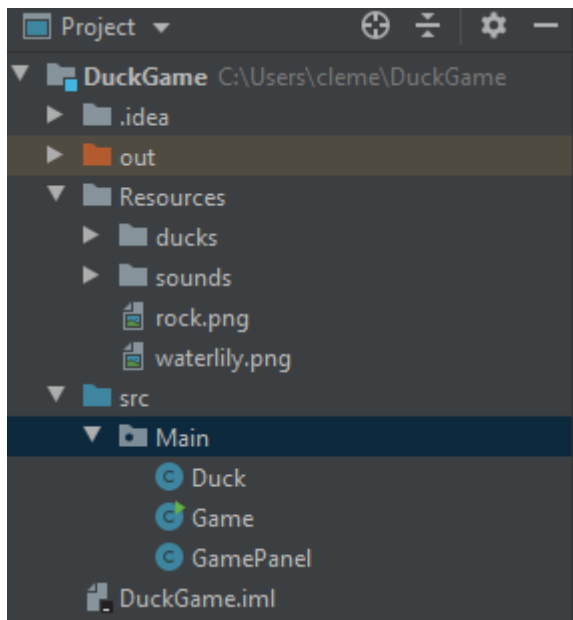 Project
DuckGame C:\Users\cleme\DuckGame
.idea
out
Resources
ducks
sounds
rock.png
waterlily.png
src
Main
Duck
Game
GamePanel
DuckGame.iml